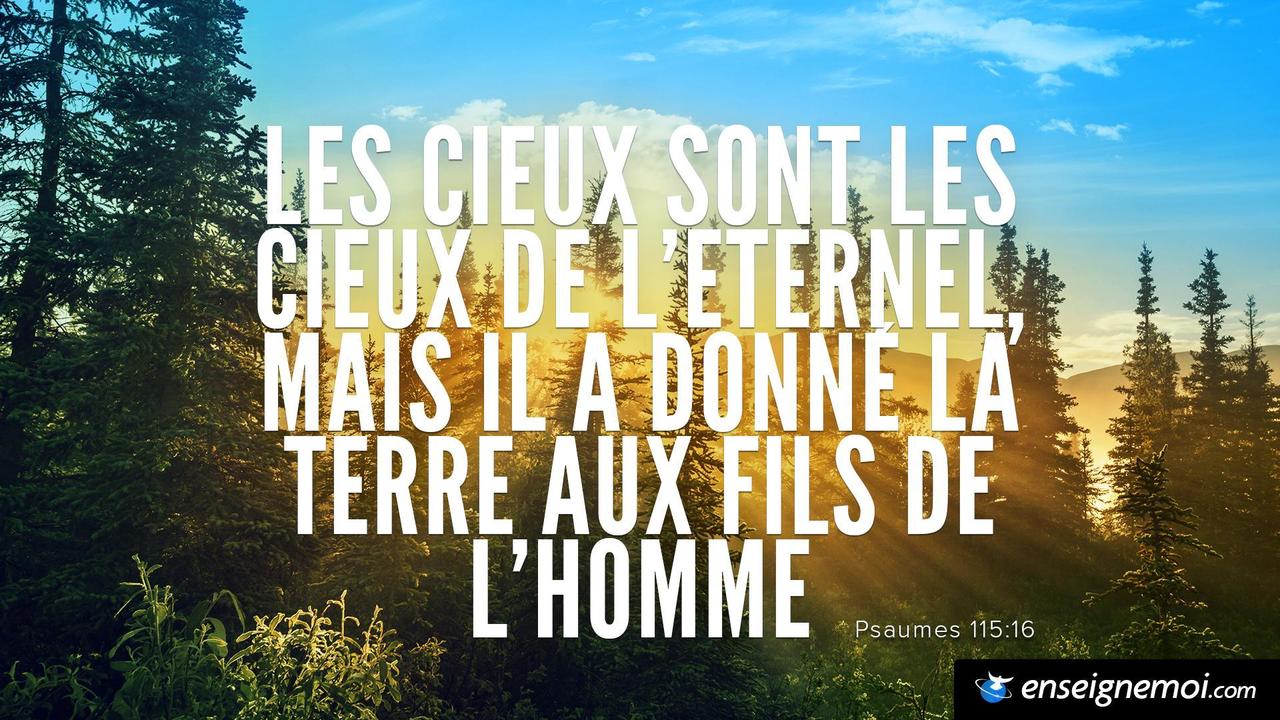 LES CIEUX SONT LES
CIEUX DE L'ETERNEL,
MAIS IL A DONNÉ LA
TERRE AUX FILS DE
L'HOMME
Psaumes 115:16
enseignemoi.com